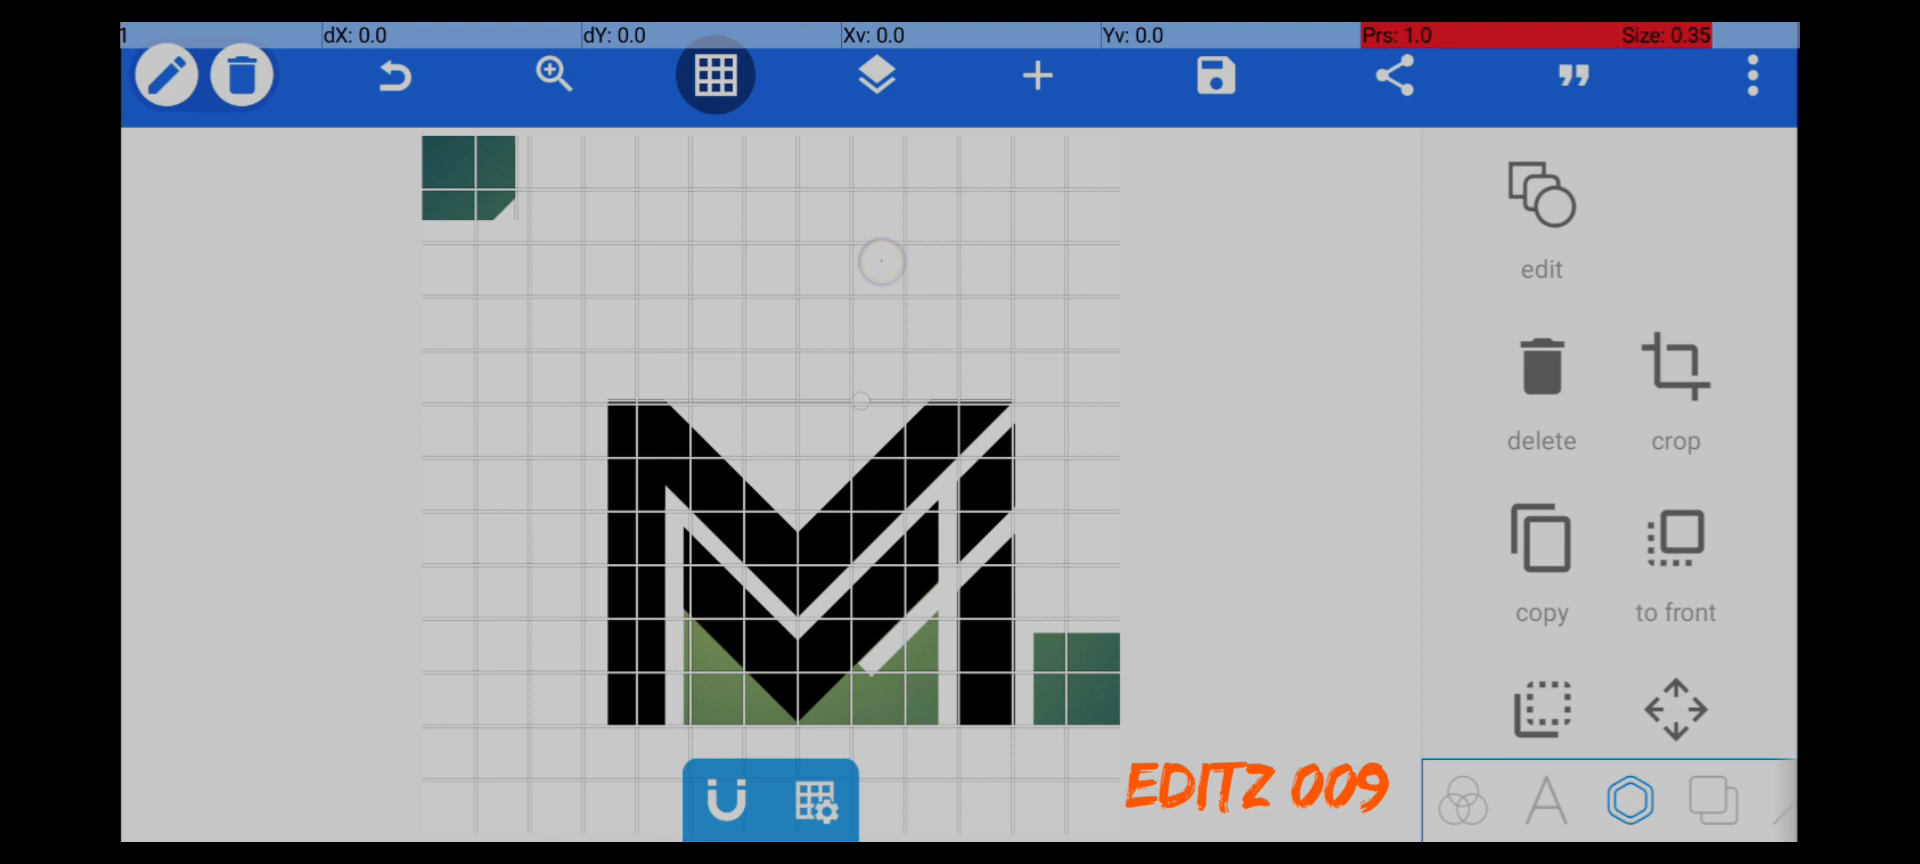 1 dX: 0.0 dY: 0.0 Xv: 0.0 Yv: 0.0 Prs: 1.0 Size: 0.35
edit
delete crop
copy to front
EDITZ 009